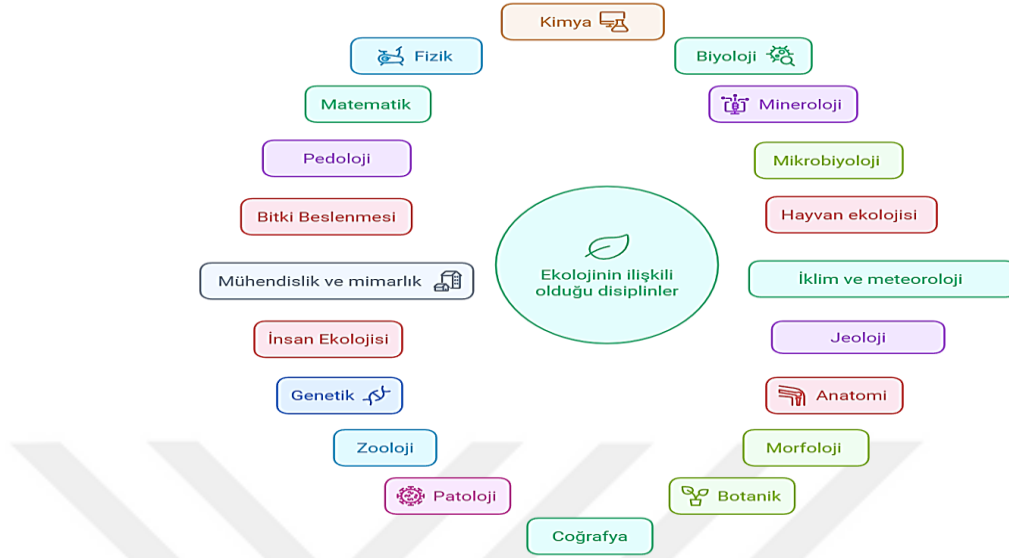 Kimya
Fizik
Biyoloji
Matematik
Mineroloji
Pedoloji
Mikrobiyoloji
Bitki Beslenmesi
Hayvan ekolojisi
Ekolojinin ilişkili
olduğu disiplinler
Mühendislik ve mimarlık
İklim ve meteoroloji
İnsan Ekolojisi
Jeoloji
Genetik
Anatomi
Zooloji
Morfoloji
Patoloji
Botanik
Coğrafya